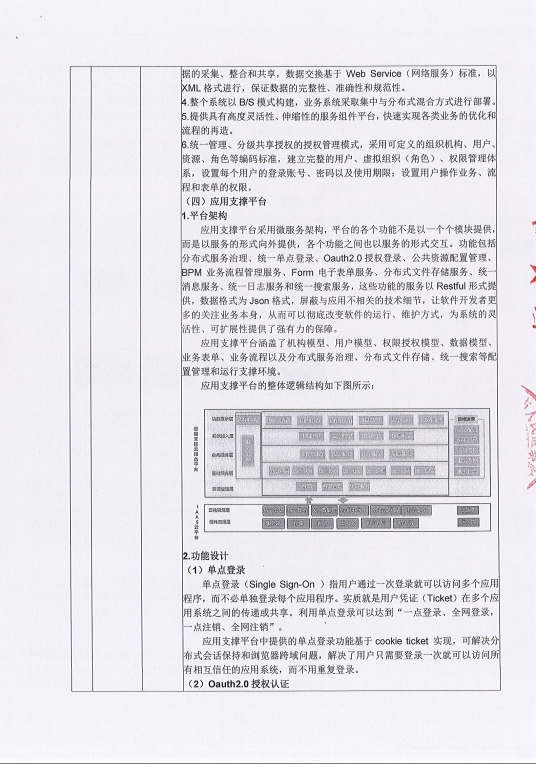 据的采集、整合和共享，数据交换基于 Web Service（网络服务）标准，以
XML 格式进行，保证数据的完整性、准确性和规范性。
4.整个系统以 B/S 模式构建，业务系统采取集中与分布式混合方式进行部署。
5.提供具有高度灵活性、伸缩性的服务组件平台，快速实现各类业务的优化和
流程的再造。
6.统一管理、分级共享授权的授权管理模式，采用可定义的组织机构、用户、
资源、角色等编码标准，建立完整的用户、虚拟组织（角色）、权限管理体
系，设置每个用户的登录账号、密码以及使用期限；设置用户操作业务、流
程和表单的权限。
（四）应用支撑平台
1.平台架构
应用支撑平台采用微服务架构，平台的各个功能不是以一个个模块提供，
而是以服务的形式向外提供，各个功能之间也以服务的形式交互。功能包括
分布式服务治理、统一单点登录、Oauth2.0 授权登录、公共资源配置管理、
BPM 业务流程管理服务、Form 电子表单服务、分布式文件存储服务、统一
消息服务、统一日志服务和统一搜索服务，这些功能的服务以 Restful 形式提
供，数据格式为 Json 格式，屏蔽与应用不相关的技术细节，让软件开发者更
多的关注业务本身，从而可以彻底改变软件的运行、维护方式，为系统的灵
活性、可扩展性提供了强有力的保障。
应用支撑平台涵盖了机构模型、用户模型、权限授权模型、数据模型、
业务表单、业务流程以及分布式服务治理、分布式文件存储、统一搜索等配
置管理和运行支撑环境。
应用支撑平台的整体逻辑结构如下图所示：
2.功能设计
（1）单点登录
单点登录（Single Sign-On ）指用户通过一次登录就可以访问多个应用
程序，而不必单独登录每个应用程序。实质就是用户凭证（Ticket）在多个应
用系统之间的传递或共享。利用单点登录可以达到“一点登录、全网登录，
一点注销、全网注销”。
应用支撑平台中提供的单点登录功能基于 cookie ticket 实现，可解决分
布式会话保持和浏览器跨域问题，解决了用户只需要登录一次就可以访问所
有相互信任的应用系统，而不用重复登录。
（2）Oauth2.0 授权认证